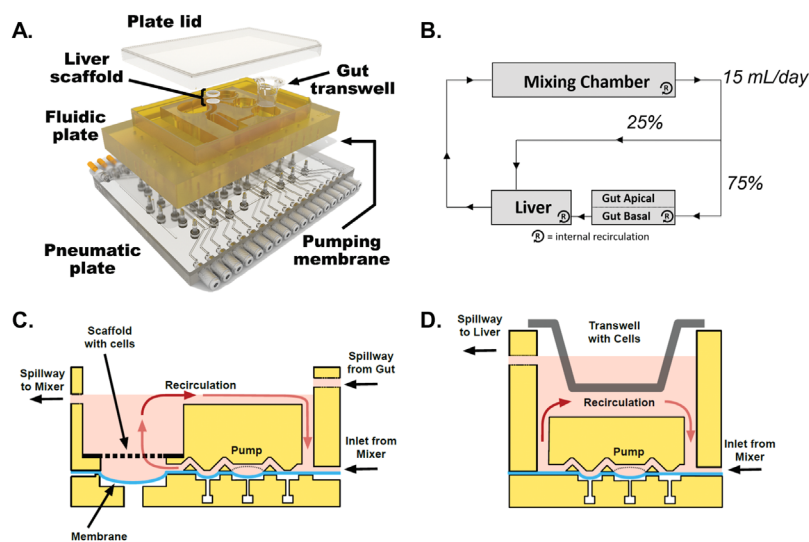 A.
Plate lid
Liver
scaffold
Gut
transwell
Fluidic
plate
Pneumatic
plate
Pumping
membrane
B.
Mixing Chamber
R
15 mL/day
25%
75%
Liver
R
Gut Apical
Gut Basal
R
R = internal recirculation
C.
Scaffold
with cells
Spillway
to Mixer
Recirculation
Spillway
from Gut
Pump
Inlet from
Mixer
Membrane
D.
Spillway
to Liver
Transwell
with Cells
Recirculation
Pump
Inlet from
Mixer